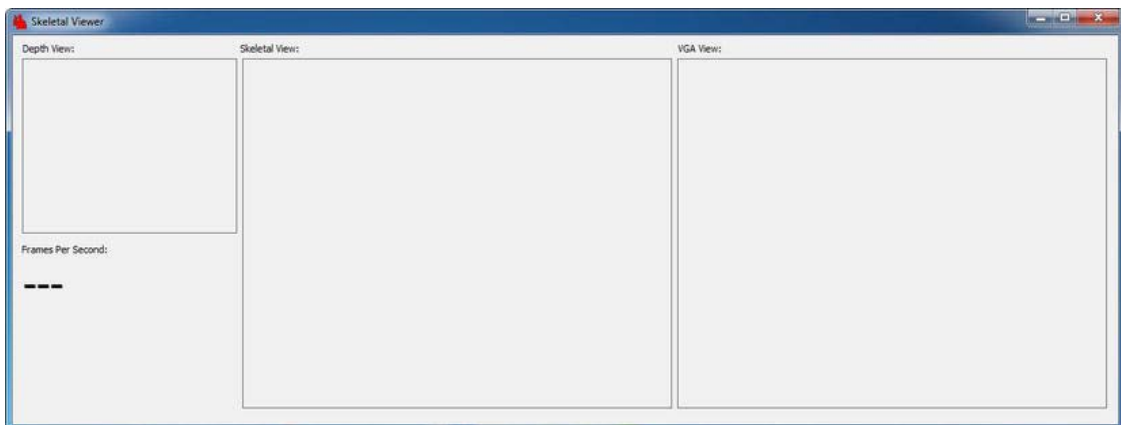 Skeletal Viewer
Depth View:
Skeletal View:
VGA View:
Frames Per Second:
---